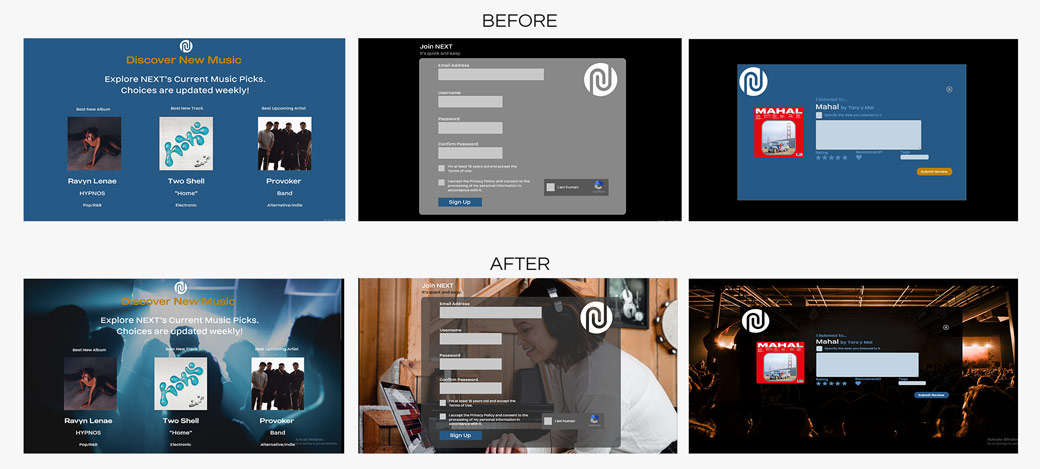 BEFORE
Discover New Music
Explore NEXT's Current Music Picks.
Choices are updated weekly!
Best New Album
Best New Track
Best Upcoming Artist
Ravyn Lenae
Two Shell
Provoker
HYPNOS
"Home"
Band
Pop/R&B
Electronic
Alternative/Indie
Join NEXT
It's quick and easy.
Email Address
Username
Password
Confirm Password
I'm at least 16 years old and accept the
Terms of Use.
I accept the Privacy Policy and consent to the
processing of my personal information in
accordance with it.
I am human
Sign Up
I listened to...
MAHAL
Mahal by Toro y Moi
Specify the date you listened to it
Rating
Recommend?
Tags
Submit Review
AFTER
Discover New Music
Explore NEXT's Current Music Picks.
Choices are updated weekly!
Best New Album
Best New Track
Best Upcoming Artist
Ravyn Lenae
Two Shell
Provoker
HYPNOS
"Home"
Band
Pop/R&B
Electronic
Alternative/Indie
Activate Windows
Join NEXT
It's quick and easy.
Email Address
Username
Password
Confirm Password
I'm at least 16 years old and accept the
Terms of Use.
I accept the Privacy Policy and consent to the
processing of my personal information in
accordance with it.
I am human
Sign Up
I listened to...
MAHAL
Mahal by Toro y Moi
Specify the date you listened to it
Rating
Recommend?
Tags
Submit Review
Activate Windows